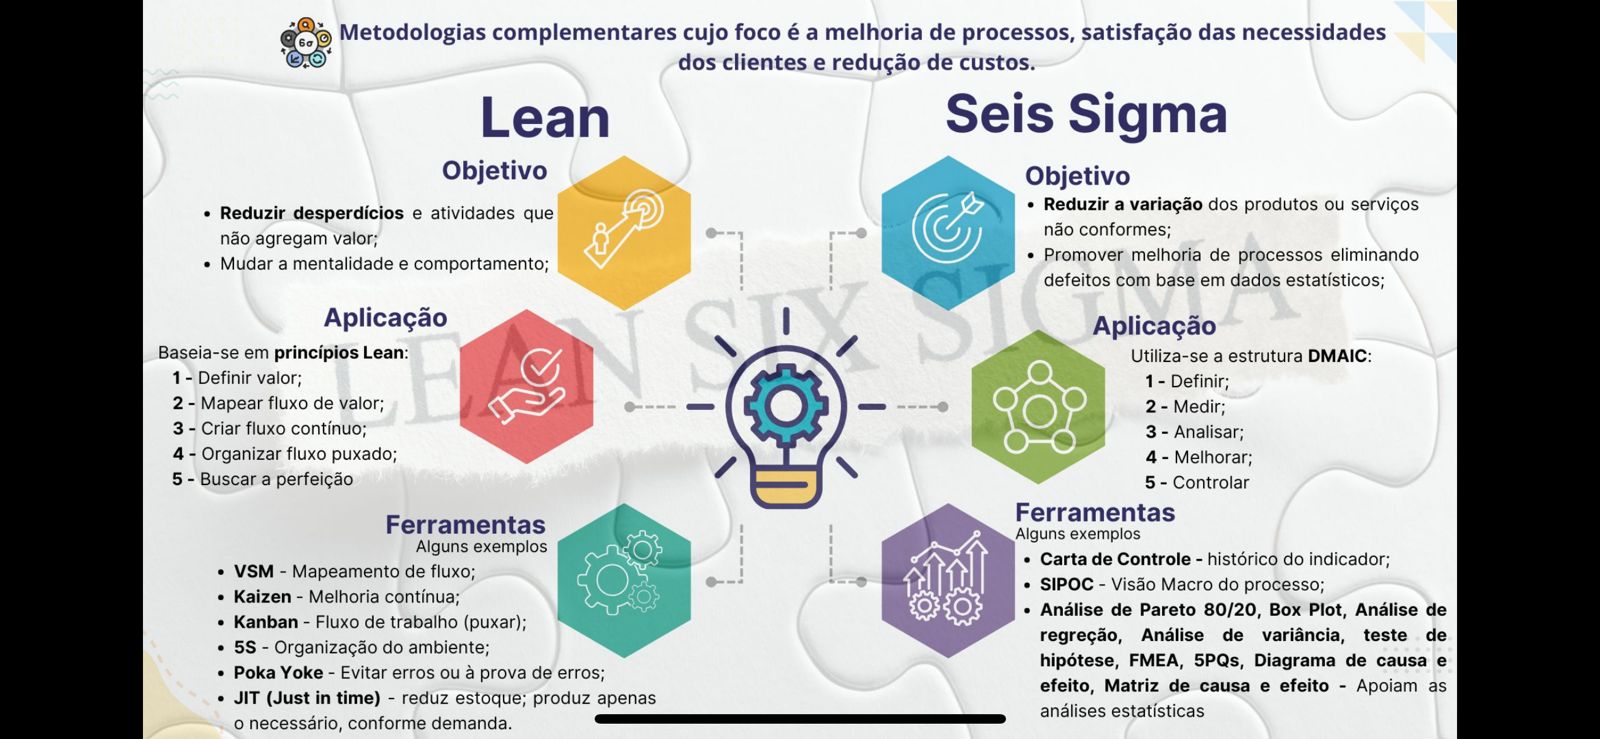 6σ
Metodologias complementares cujo foco é a melhoria de processos, satisfação das necessidades
dos clientes e redução de custos.
Lean
Objetivo
• Reduzir desperdícios e atividades que
não agregam valor;
• Mudar a mentalidade e comportamento;
Aplicação
Baseia-se em princípios Lean:
1 - Definir valor;
2 - Mapear fluxo de valor;
3 - Criar fluxo contínuo;
4 - Organizar fluxo puxado;
5 - Buscar a perfeição
Ferramentas
Alguns exemplos
• VSM - Mapeamento de fluxo;
• Kaizen - Melhoria contínua;
• Kanban - Fluxo de trabalho (puxar);
• 5S - Organização do ambiente;
• Poka Yoke - Evitar erros ou à prova de erros;
• JIT (Just in time) - reduz estoque; produz apenas
o necessário, conforme demanda.
LEAN SIX SIGMA
Seis Sigma
Objetivo
• Reduzir a variação dos produtos ou serviços
não conformes;
• Promover melhoria de processos eliminando
defeitos com base em dados estatísticos;
Aplicação
Utiliza-se a estrutura DMAIC:
1 - Definir;
2 - Medir;
3 - Analisar;
4 - Melhorar;
5 - Controlar
Ferramentas
Alguns exemplos
• Carta de Controle - histórico do indicador;
• SIPOC - Visão Macro do processo;
• Análise de Pareto 80/20, Box Plot, Análise de
regreção, Análise de variância, teste de
hipótese, FMEA, 5PQs, Diagrama de causa e
efeito, Matriz de causa e efeito - Apoiam as
análises estatísticas